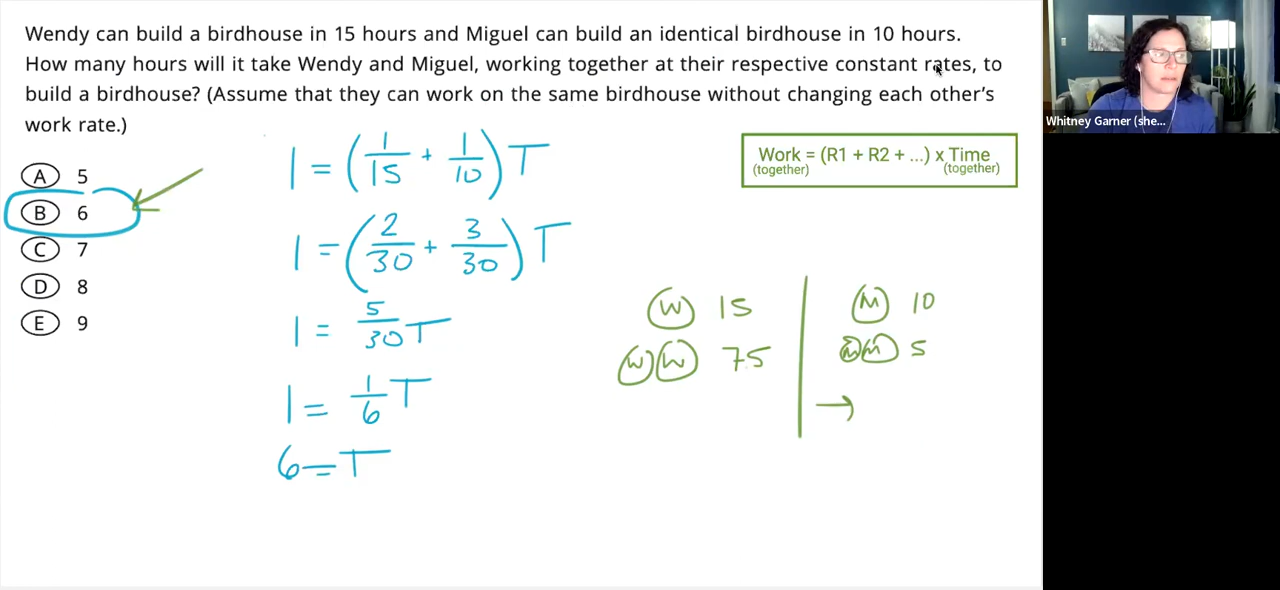 Wendy can build a birdhouse in 15 hours and Miguel can build an identical birdhouse in 10 hours.
How many hours will it take Wendy and Miguel, working together at their respective constant rates, to
build a birdhouse? (Assume that they can work on the same birdhouse without changing each other's
work rate.)
A 5
B 6
C 7
D 8
E 9
1 = (1/15 + 1/10) T
1 = (2/30 + 3/30) T
1 = 5/30 T
1 = 1/6 T
6 = T
Work = (R1 + R2 + ...) x Time
(together) (together)
W 15
W W 7.5
M 10
M M 5
→
Whitney Garner (she...